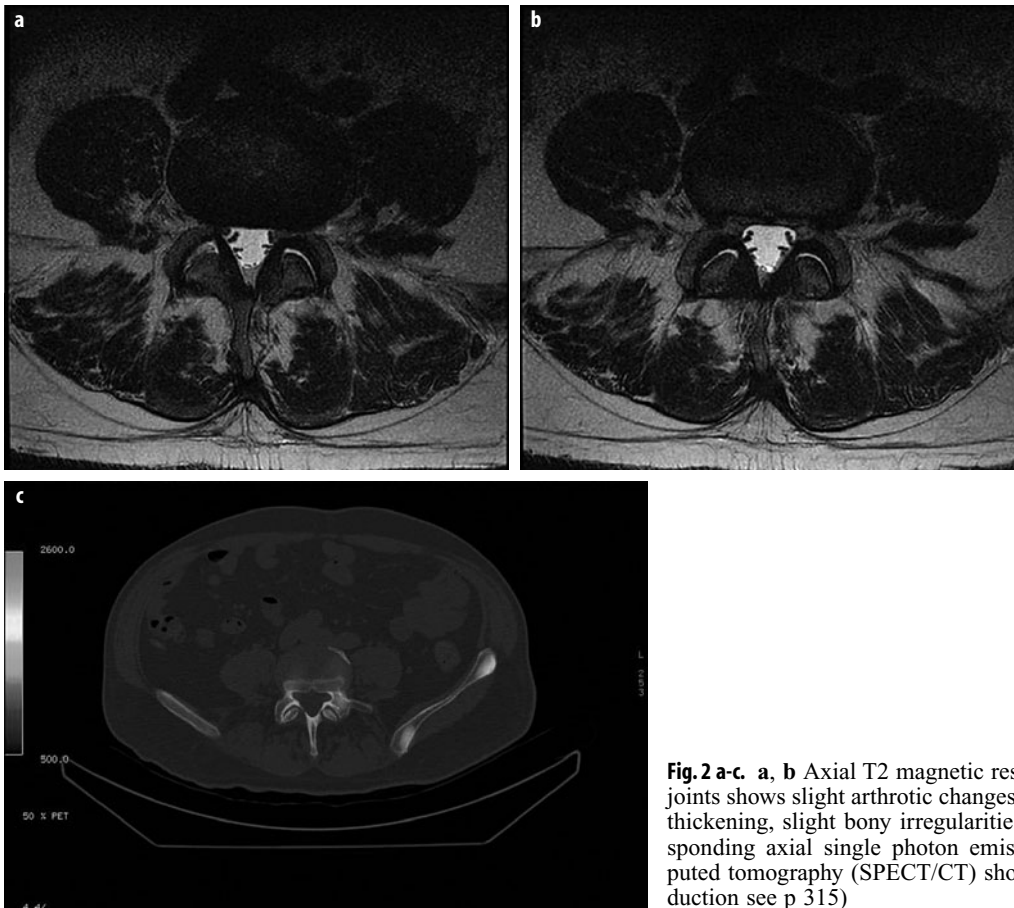 a
b
c
2600.0
500.0
50 % PET
Fig. 2 a-c. a, b Axial T2 magnetic res
joints shows slight arthrotic changes
thickening, slight bony irregularitie
sponding axial single photon emis
puted tomography (SPECT/CT) sho
duction see p 315)